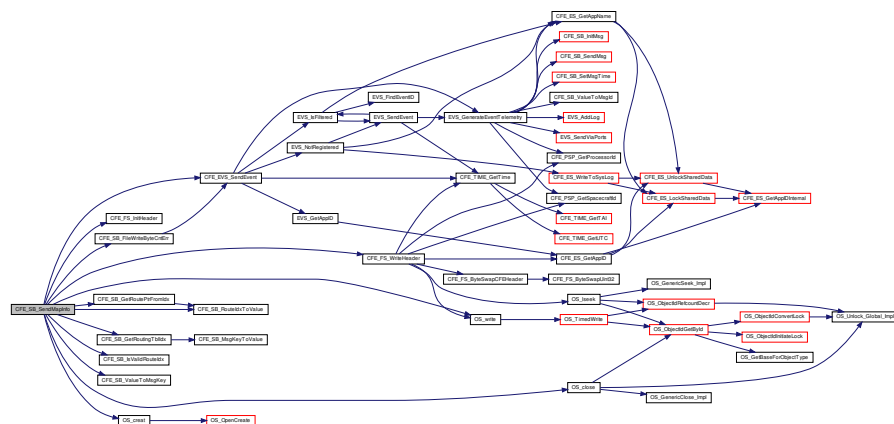 CFE_ES_GetAppName
CFE_SB_InitMsg
CFE_SB_SendMsg
CFE_SB_SetMsgTime
CFE_SB_ValueToMsgId
EVS_FindEventID
EVS_IsFiltered
EVS_SendEvent
EVS_GenerateEventTelemetry
EVS_AddLog
EVS_SendViaPorts
EVS_NotRegistered
CFE_PSP_GetProcessorId
CFE_EVS_SendEvent
CFE_TIME_GetTime
CFE_ES_WriteToSysLog
CFE_ES_UnlockSharedData
CFE_PSP_GetSpacecraftId
CFE_ES_LockSharedData
CFE_ES_GetAppIDInternal
CFE_FS_InitHeader
EVS_GetAppID
CFE_TIME_GetTAI
CFE_SB_FileWriteByteCntErr
CFE_TIME_GetUTC
CFE_FS_WriteHeader
CFE_ES_GetAppID
CFE_FS_ByteSwapCFEHeader
CFE_FS_ByteSwapUint32
OS_GenericSeek_Impl
CFE_SB_GetRoutePtrFromIdx
OS_lseek
OS_ObjectIdRefcountDecr
CFE_SB_SendMapInfo
CFE_SB_RouteIdxToValue
OS_write
OS_TimedWrite
OS_ObjectIdConvertLock
OS_Unlock_Global_Impl
OS_ObjectIdGetById
OS_ObjectIdInitiateLock
CFE_SB_GetRoutingTblIdx
CFE_SB_MsgKeyToValue
OS_GetBaseForObjectType
CFE_SB_IsValidRouteIdx
CFE_SB_ValueToMsgKey
OS_close
OS_GenericClose_Impl
OS_creat
OS_OpenCreate